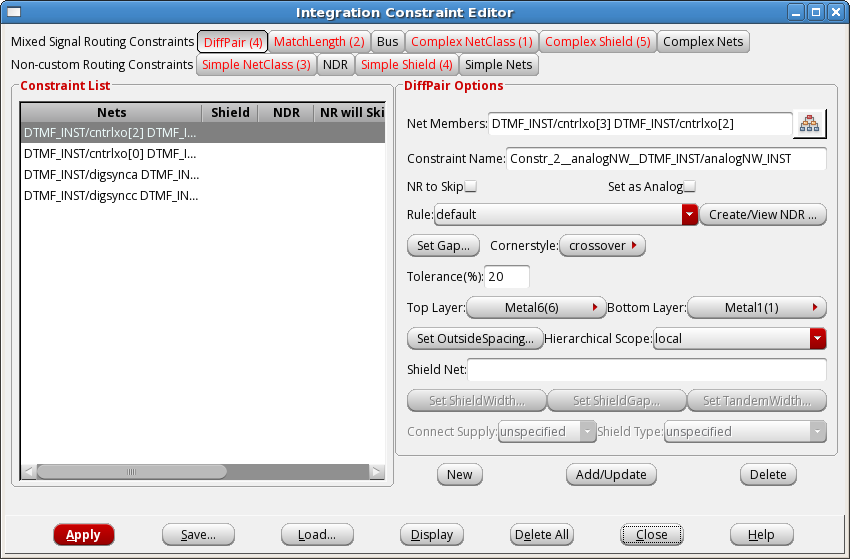 Integration Constraint Editor
Mixed Signal Routing Constraints DiffPair (4) MatchLength (2) Bus Complex NetClass (1) Complex Shield (5) Complex Nets
Non-custom Routing Constraints Simple NetClass (3) NDR Simple Shield (4) Simple Nets
Constraint List
Nets Shield NDR NR will Ski
DTMF_INST/cntrlxo[2] DTMF_I...
DTMF_INST/cntrlxo[0] DTMF_I...
DTMF_INST/digsynca DTMF_IN...
DTMF_INST/digsyncc DTMF_IN...
DiffPair Options
Net Members: DTMF_INST/cntrlxo[3] DTMF_INST/cntrlxo[2]
Constraint Name: Constr_2__analogNW__DTMF_INST/analogNW_INST
NR to Skip Set as Analog
Rule: default Create/View NDR ...
Set Gap... Cornerstyle: crossover
Tolerance(%): 20
Top Layer: Metal6(6) Bottom Layer: Metal1(1)
Set OutsideSpacing... Hierarchical Scope: local
Shield Net:
Set ShieldWidth... Set ShieldGap... Set TandemWidth...
Connect Supply: unspecified Shield Type: unspecified
New Add/Update Delete
Apply Save... Load... Display Delete All Close Help